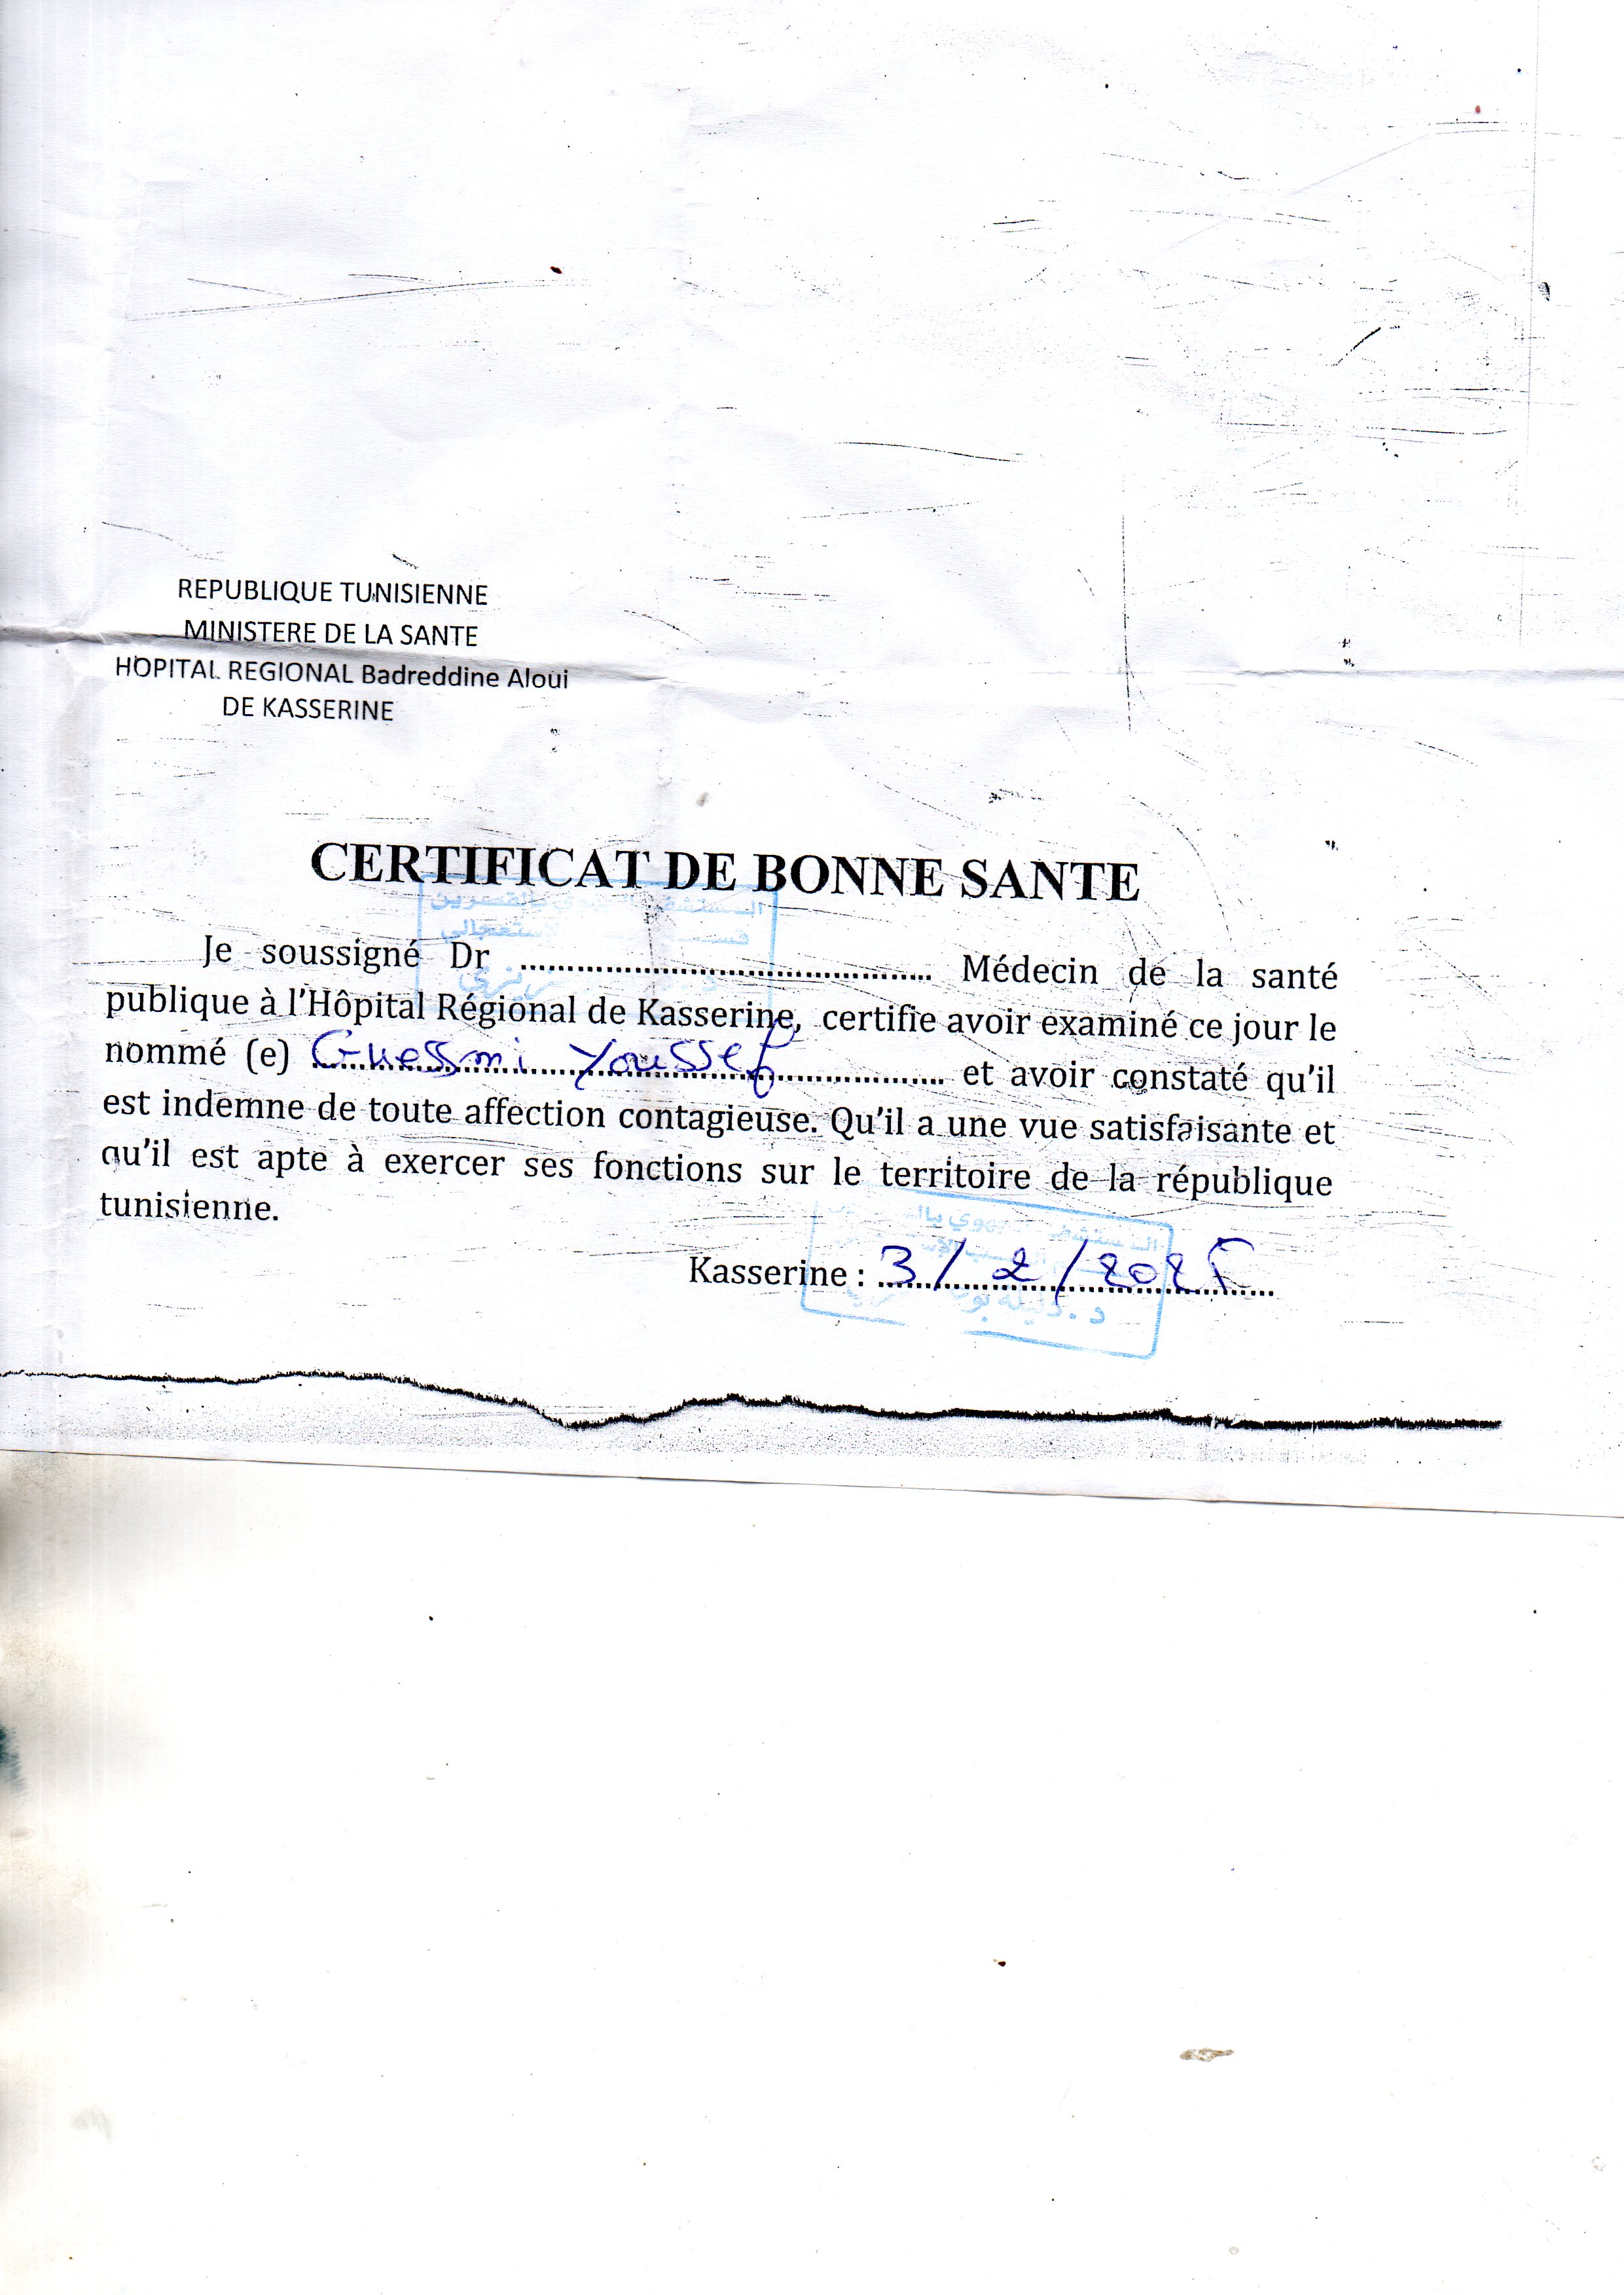 REPUBLIQUE TUNISIENNE
MINISTERE DE LA SANTE
HOPITAL REGIONAL Badreddine Aloui
DE KASSERINE
CERTIFICAT DE BONNE SANTE
Je soussigné Dr ............................................. Médecin de la santé
publique à l'Hôpital Régional de Kasserine, certifie avoir examiné ce jour le
nommé (e) Guessmi Youssef et avoir constaté qu'il
est indemne de toute affection contagieuse. Qu'il a une vue satisfaisante et
qu'il est apte à exercer ses fonctions sur le territoire de la république
tunisienne.
Kasserine : 3/2/2025